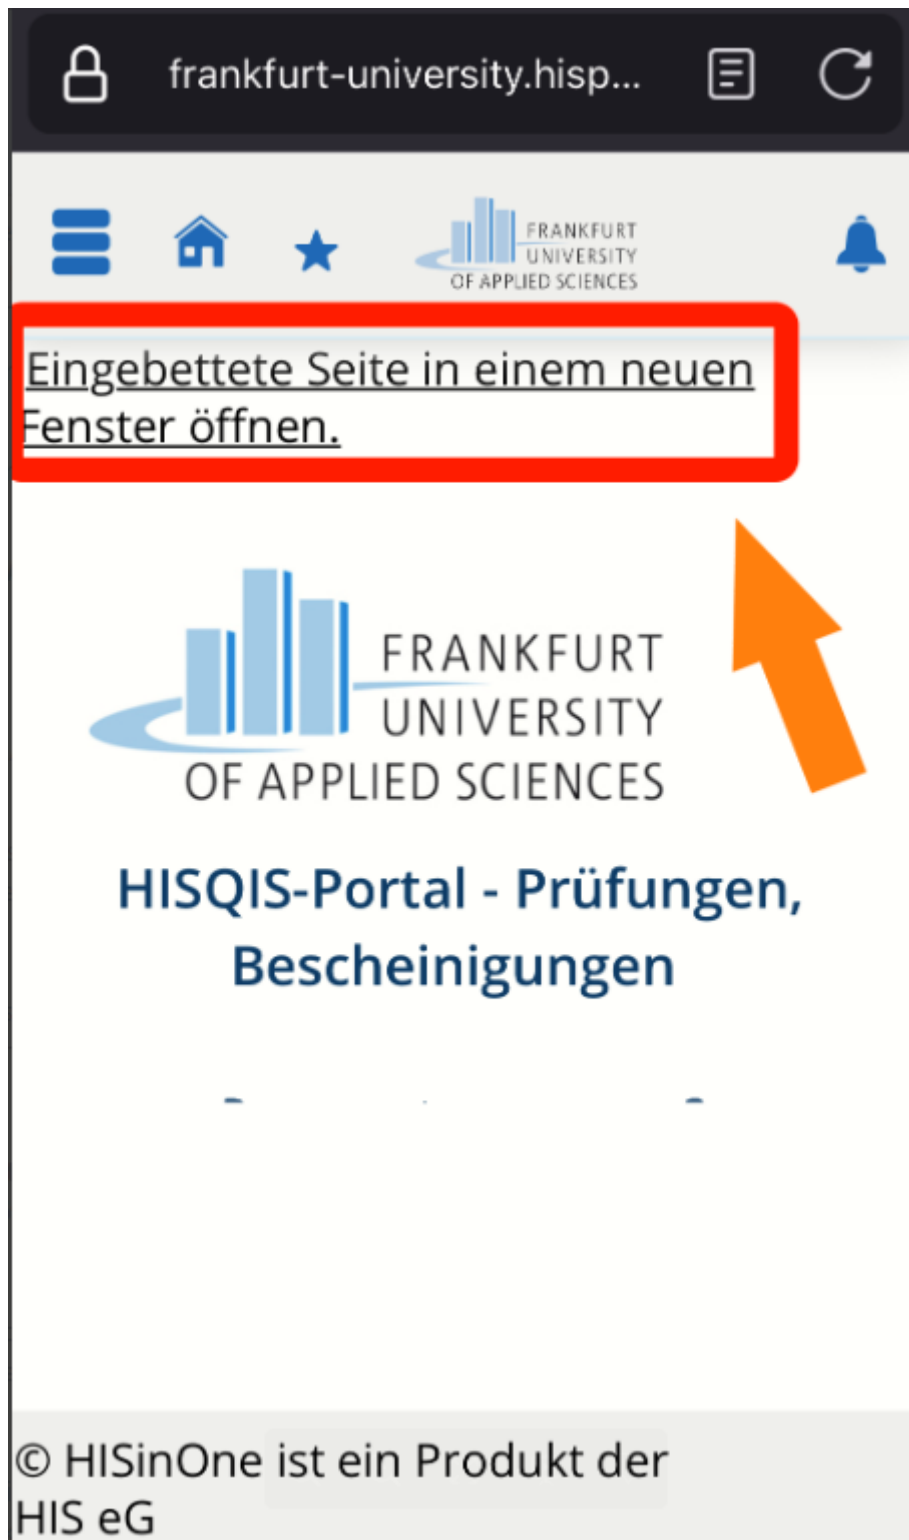 frankfurt-university.hisp...
FRANKFURT
UNIVERSITY
OF APPLIED SCIENCES
Eingebettete Seite in einem neuen
Fenster öffnen.
FRANKFURT
UNIVERSITY
OF APPLIED SCIENCES
HISQIS-Portal - Prüfungen,
Bescheinigungen
© HISinOne ist ein Produkt der
HIS eG